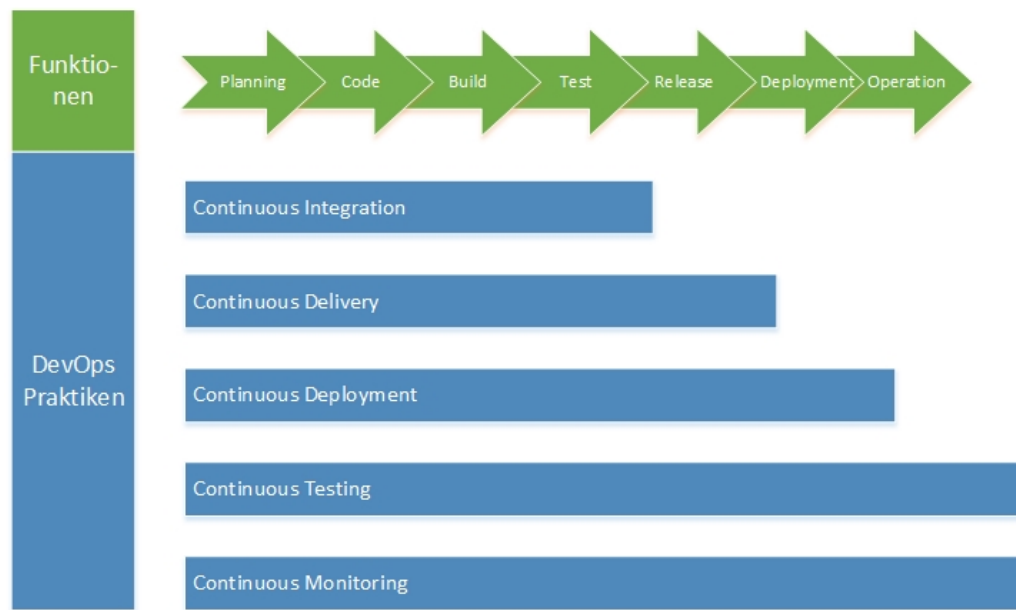 Funktio-
nen
Planning
Code
Build
Test
Release
Deployment
Operation
DevOps
Praktiken
Continuous Integration
Continuous Delivery
Continuous Deployment
Continuous Testing
Continuous Monitoring